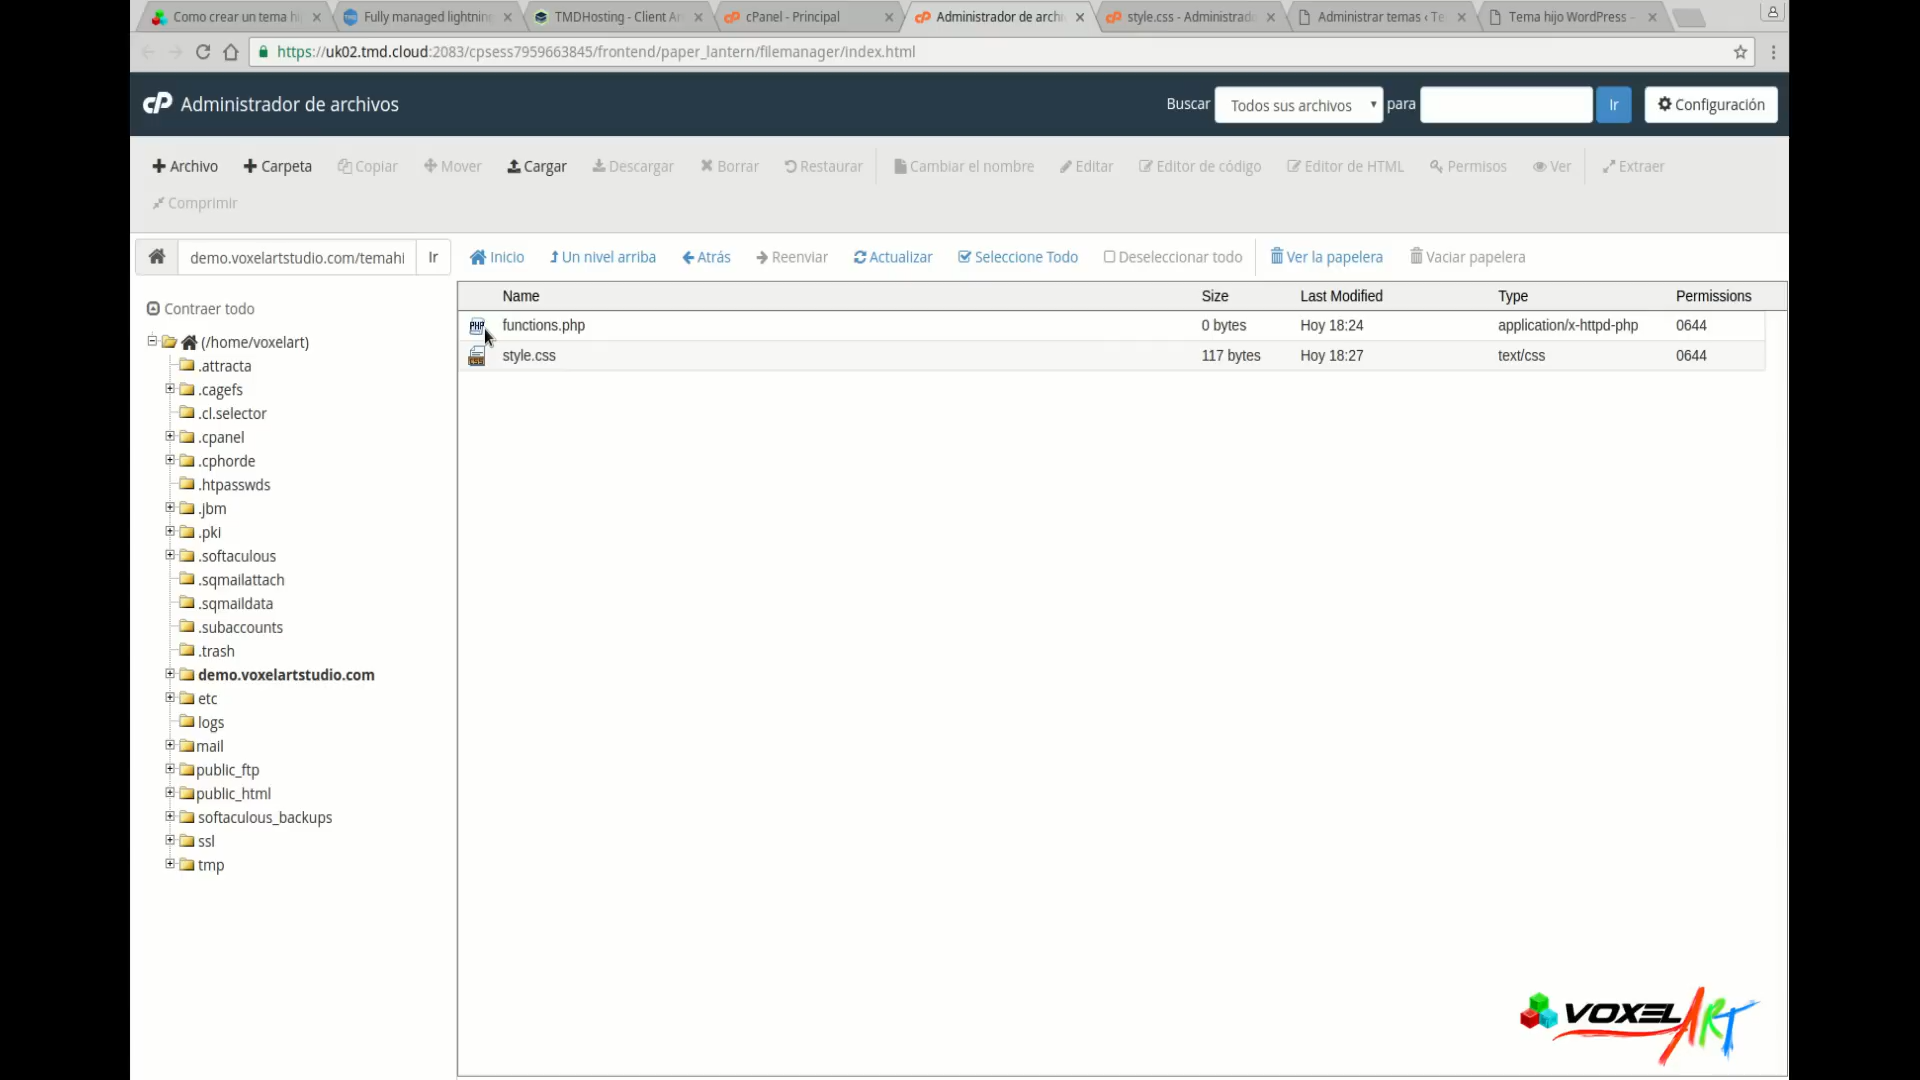 Como crear un tema hi
Fully managed lightnin
TMDHosting - Client Ar
cPanel - Principal
Administrador de archi
style.css - Administrado
Administrar temas ‹ Te
Tema hijo WordPress -
https://uk02.tmd.cloud:2083/cpsess7959663845/frontend/paper_lantern/filemanager/index.html
cP Administrador de archivos
Buscar Todos sus archivos para Ir Configuración
Archivo Carpeta Copiar Mover Cargar Descargar Borrar Restaurar Cambiar el nombre Editar Editor de código Editor de HTML Permisos Ver Extraer
Comprimir
demo.voxelartstudio.com/temahi Ir Inicio Un nivel arriba Atrás Reenviar Actualizar Seleccione Todo Deseleccionar todo Ver la papelera Vaciar papelera
Contraer todo
(/home/voxelart)
.attracta
.cagefs
.cl.selector
.cpanel
.cphorde
.htpasswds
.jbm
.pki
.softaculous
.sqmailattach
.sqmaildata
.subaccounts
.trash
demo.voxelartstudio.com
etc
logs
mail
public_ftp
public_html
softaculous_backups
ssl
tmp
Name Size Last Modified Type Permissions
PHP functions.php 0 bytes Hoy 18:24 application/x-httpd-php 0644
CSS style.css 117 bytes Hoy 18:27 text/css 0644
VOXELART